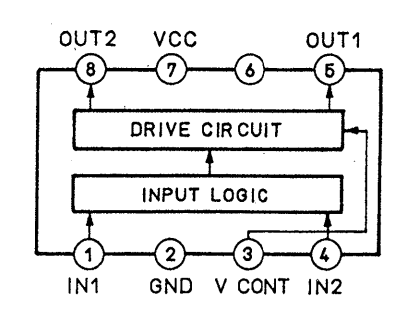 OUT2 VCC OUT1
8 7 6 5
DRIVE CIRCUIT
INPUT LOGIC
1 2 3 4
IN1 GND V CONT IN2